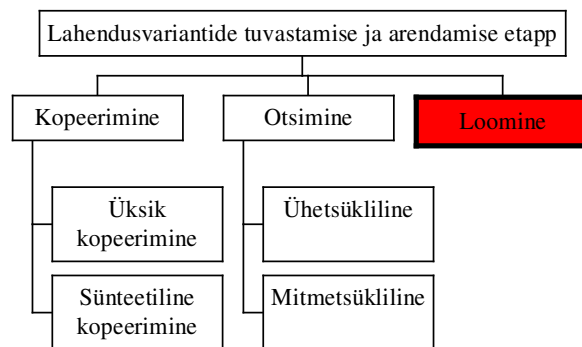 Lahendusvariantide tuvastamise ja arendamise etapp
Kopeerimine
Otsimine
Loomine
Üksik
kopeerimine
Ühetsükliline
Sünteetiline
kopeerimine
Mitmetsükliline